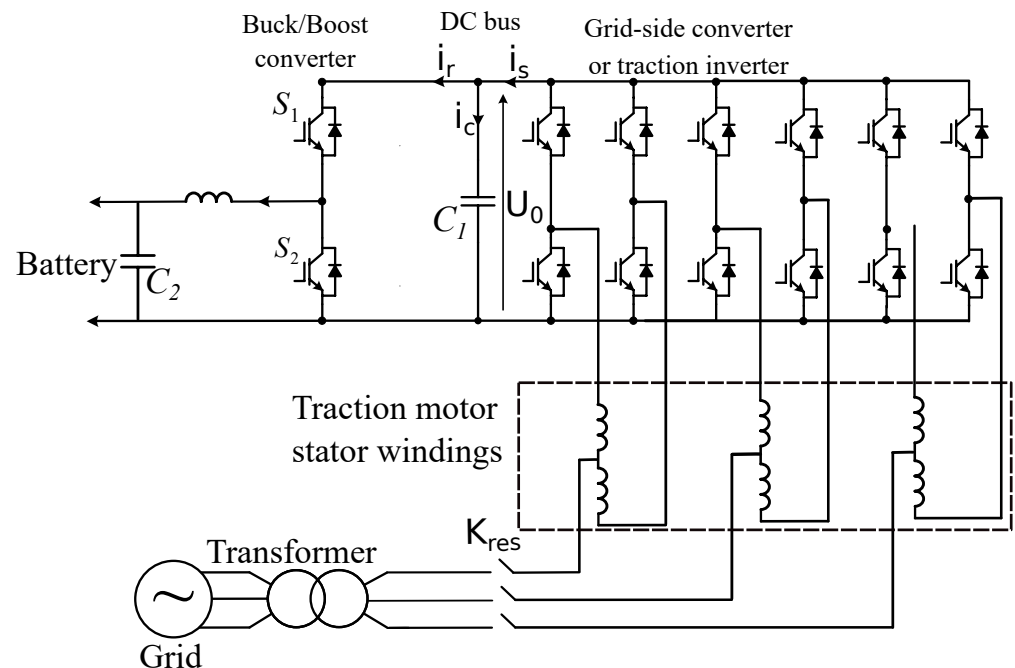 Buck/Boost
converter
DC bus
Grid-side converter
or traction inverter
i_r
i_s
S_1
i_c
C_1
U_0
S_2
Battery
C_2
Traction motor
stator windings
K_res
Transformer
~
Grid